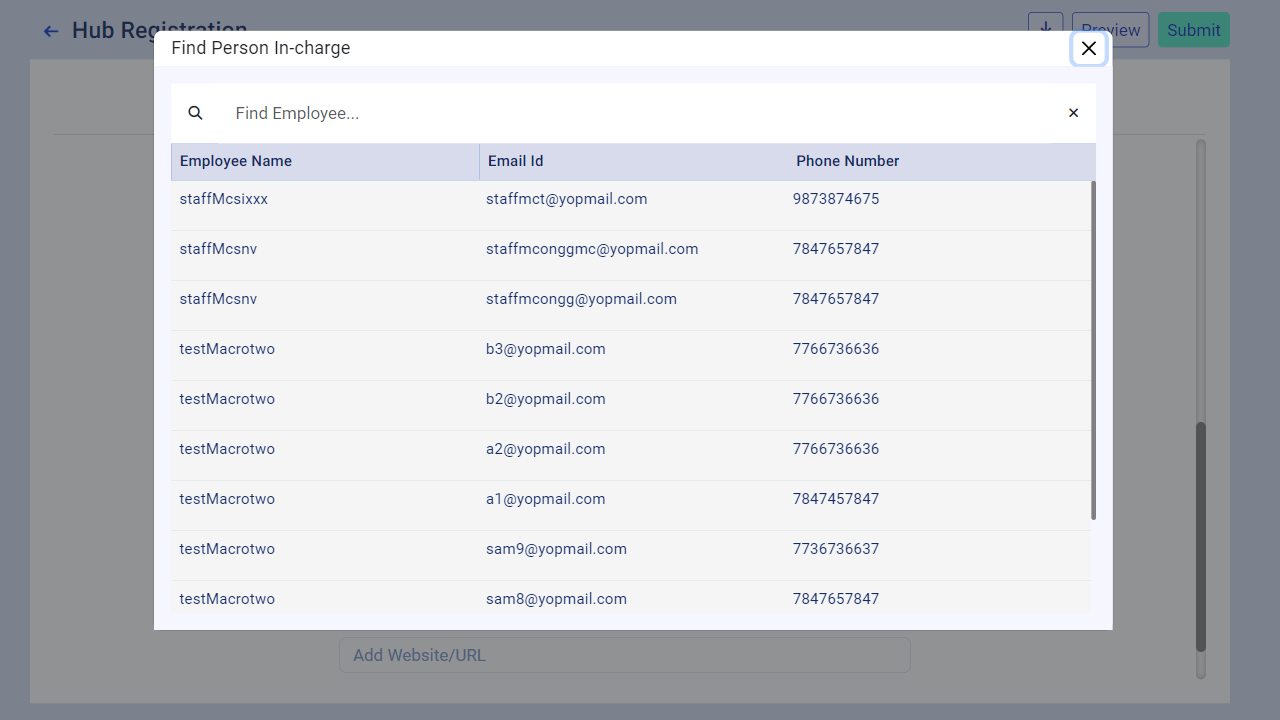 Hub Registration
Preview
Submit
Find Person In-charge
Find Employee...
Employee Name Email Id Phone Number
staffMcsixxx staffmct@yopmail.com 9873874675
staffMcsnv staffmconggmc@yopmail.com 7847657847
staffMcsnv staffmcongg@yopmail.com 7847657847
testMacrotwo b3@yopmail.com 7766736636
testMacrotwo b2@yopmail.com 7766736636
testMacrotwo a2@yopmail.com 7766736636
testMacrotwo a1@yopmail.com 7847457847
testMacrotwo sam9@yopmail.com 7736736637
testMacrotwo sam8@yopmail.com 7847657847
Add Website/URL